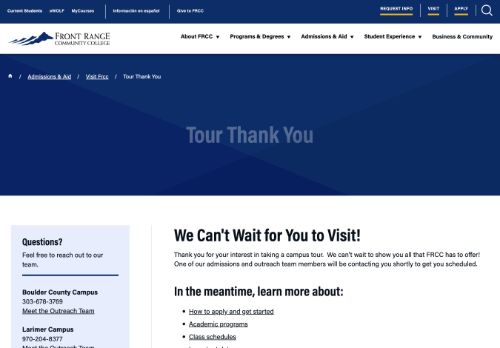 Current Students eWOLF MyCourses Información en español Give to FRCC REQUEST INFO VISIT APPLY
FRONT RANGE
COMMUNITY COLLEGE
About FRCC Programs & Degrees Admissions & Aid Student Experience Business & Community
/ Admissions & Aid / Visit Frcc / Tour Thank You
Tour Thank You
We Can't Wait for You to Visit!
Thank you for your interest in taking a campus tour. We can't wait to show you all that FRCC has to offer!
One of our admissions and outreach team members will be contacting you shortly to get you scheduled.
In the meantime, learn more about:
How to apply and get started
Academic programs
Class schedules
Questions?
Feel free to reach out to our
team.
Boulder County Campus
303-678-3769
Meet the Outreach Team
Larimer Campus
970-204-8377
Meet the Outreach Team